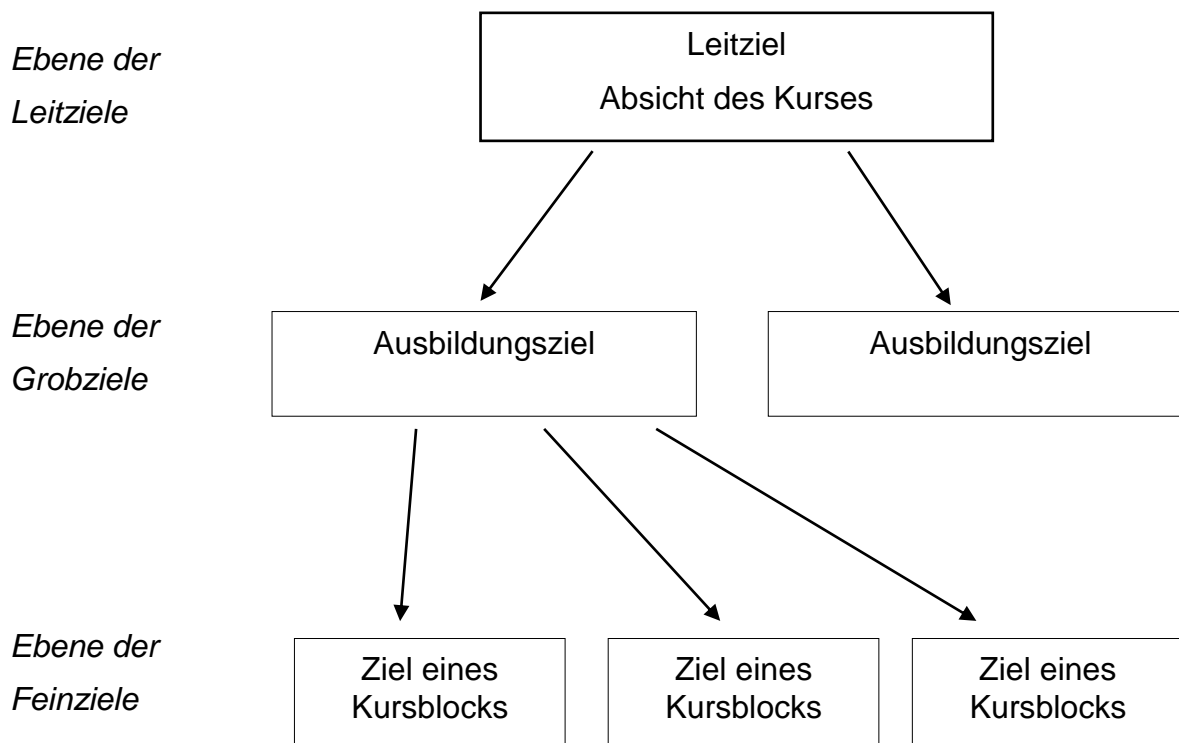 Ebene der
Leitziele
Leitziel
Absicht des Kurses
Ebene der
Grobziele
Ausbildungsziel
Ausbildungsziel
Ebene der
Feinziele
Ziel eines
Kursblocks
Ziel eines
Kursblocks
Ziel eines
Kursblocks